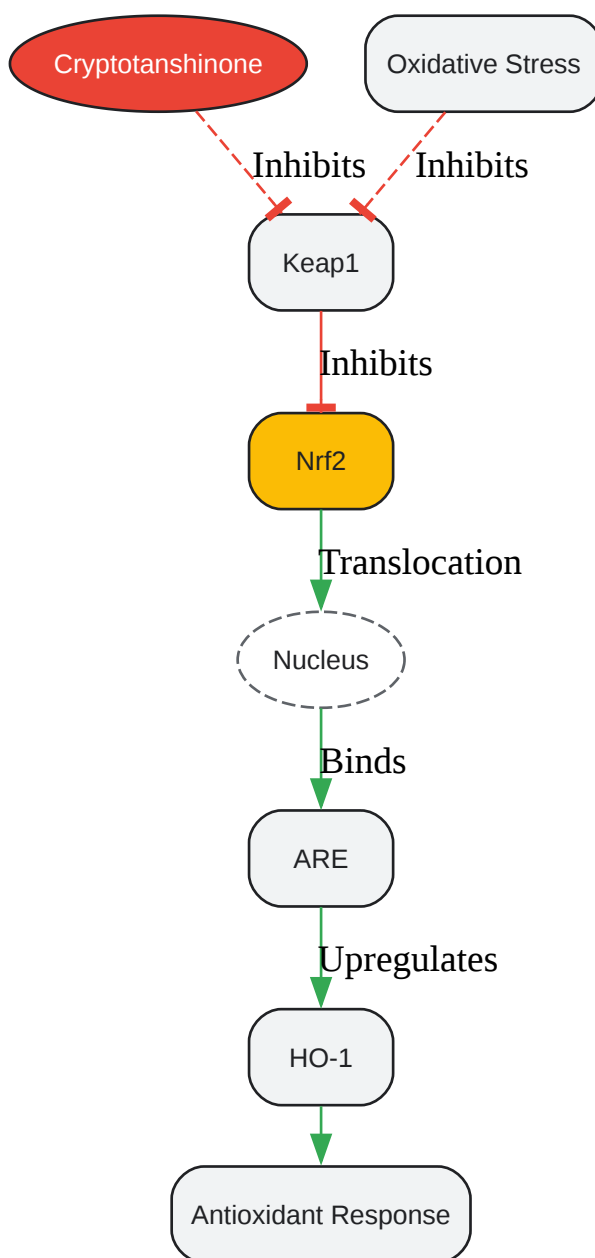 Cryptotanshinone
Oxidative Stress
Inhibits
Inhibits
Keap1
Inhibits
Nrf2
Translocation
Nucleus
Binds
ARE
Upregulates
HO-1
Antioxidant Response